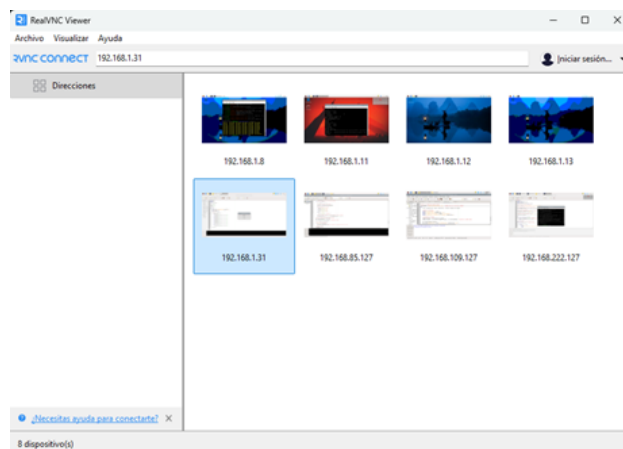 RealVNC Viewer
Archivo Visualizar Ayuda
RVNC CONNECT 192.168.1.31 Iniciar sesión...
Direcciones
192.168.1.8 192.168.1.11 192.168.1.12 192.168.1.13
192.168.1.31 192.168.85.127 192.168.109.127 192.168.222.127
¿Necesitas ayuda para conectarte?
8 dispositivo(s)